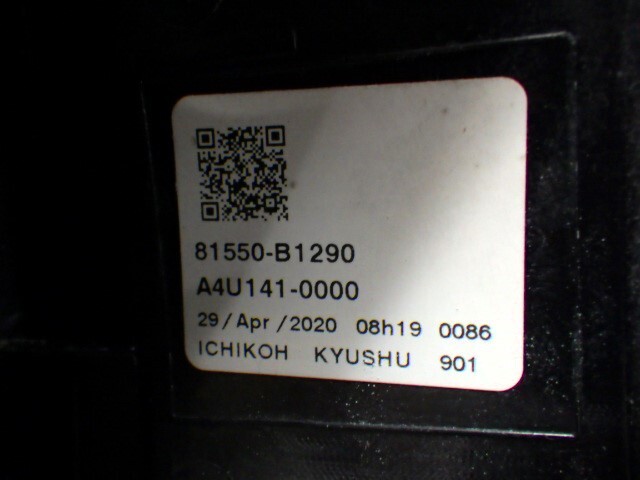 81550-B1290
A4U141-0000
29/Apr/2020 08h19 0086
ICHIKOH KYUSHU 901